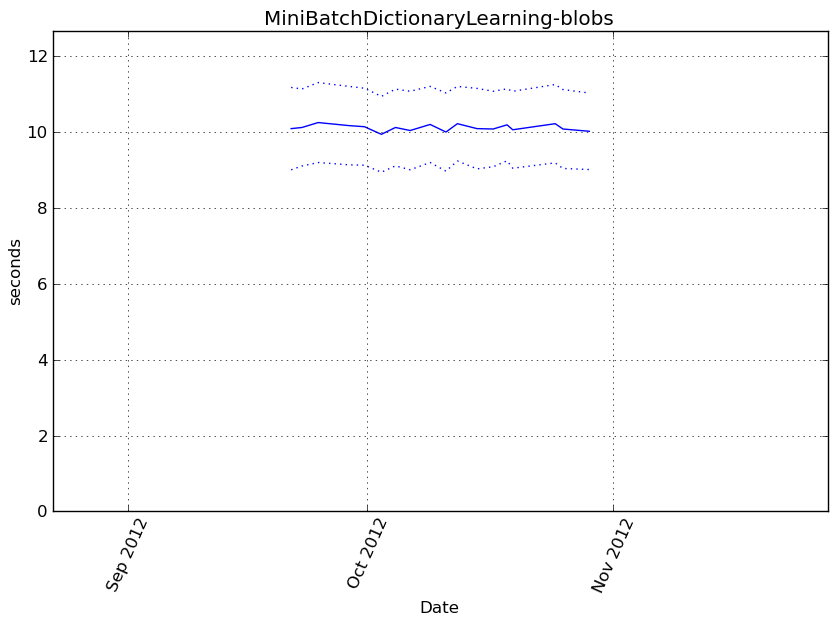 MiniBatchDictionaryLearning-blobs
12
10
8
6
4
2
0
seconds
Sep 2012
Oct 2012
Nov 2012
Date